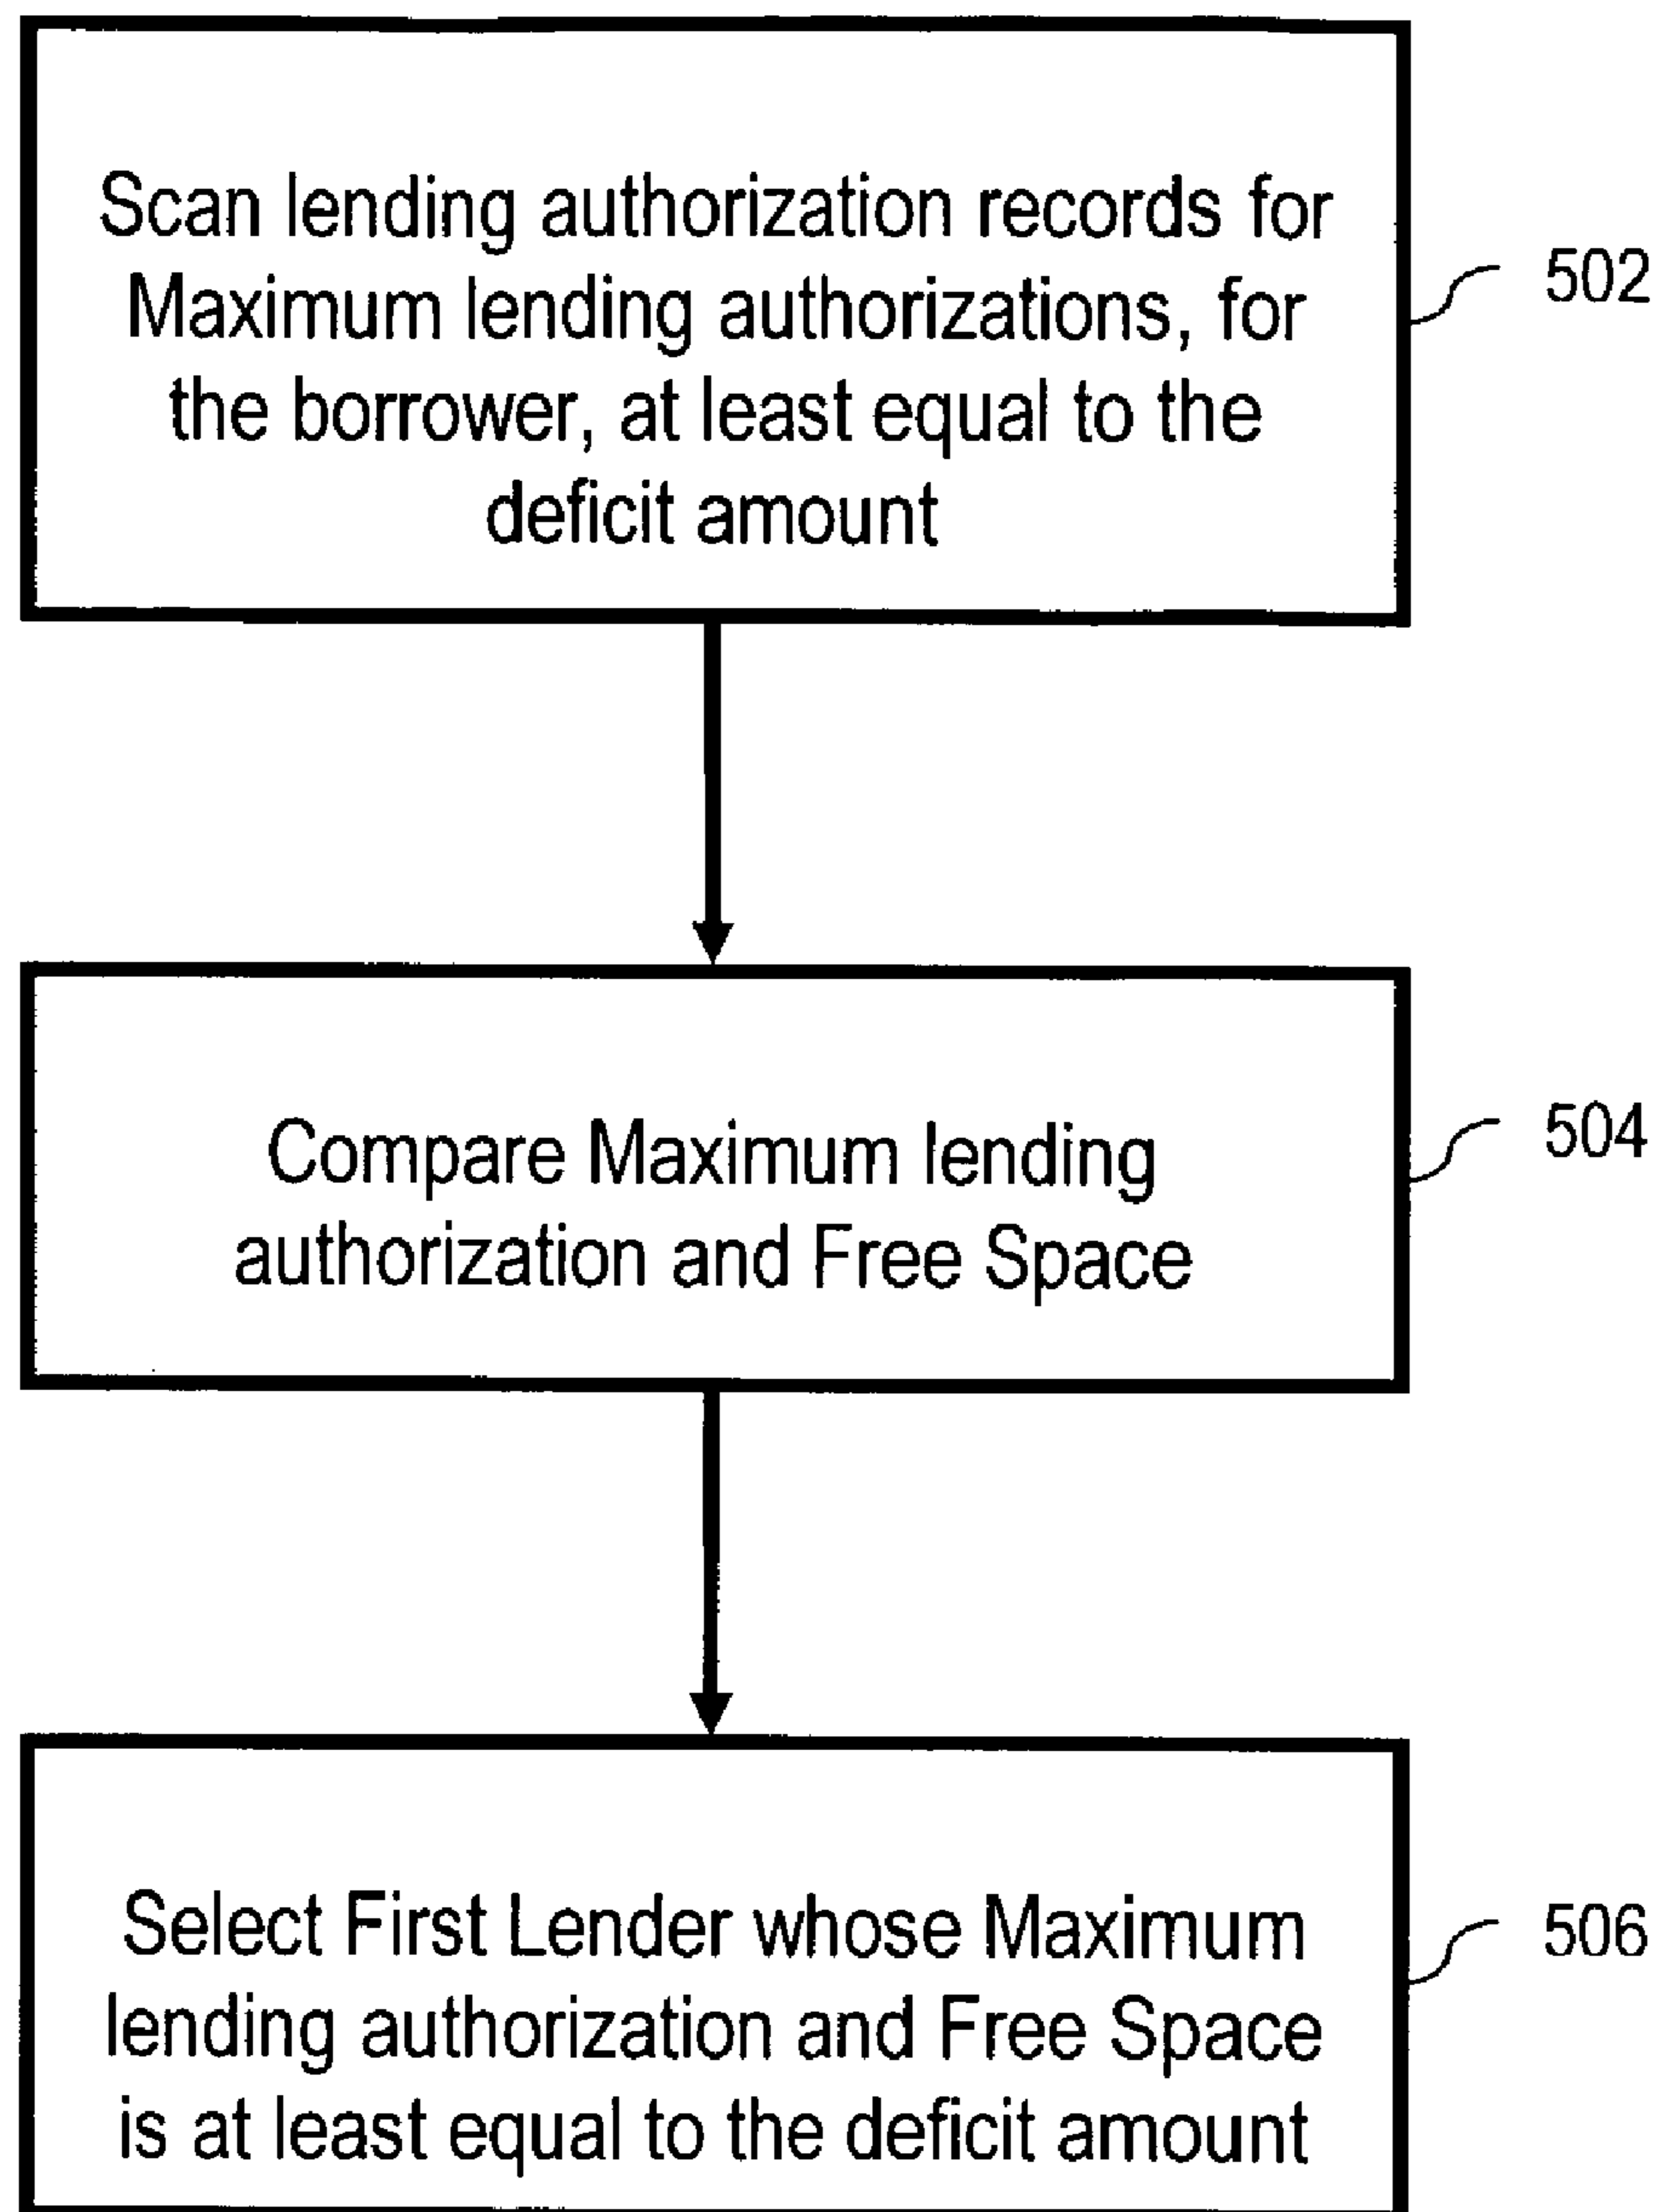 Scan lending authorization records for
Maximum lending authorizations, for
the borrower, at least equal to the
deficit amount
502
Compare Maximum lending
authorization and Free Space
504
Select First Lender whose Maximum
lending authorization and Free Space
is at least equal to the deficit amount
506